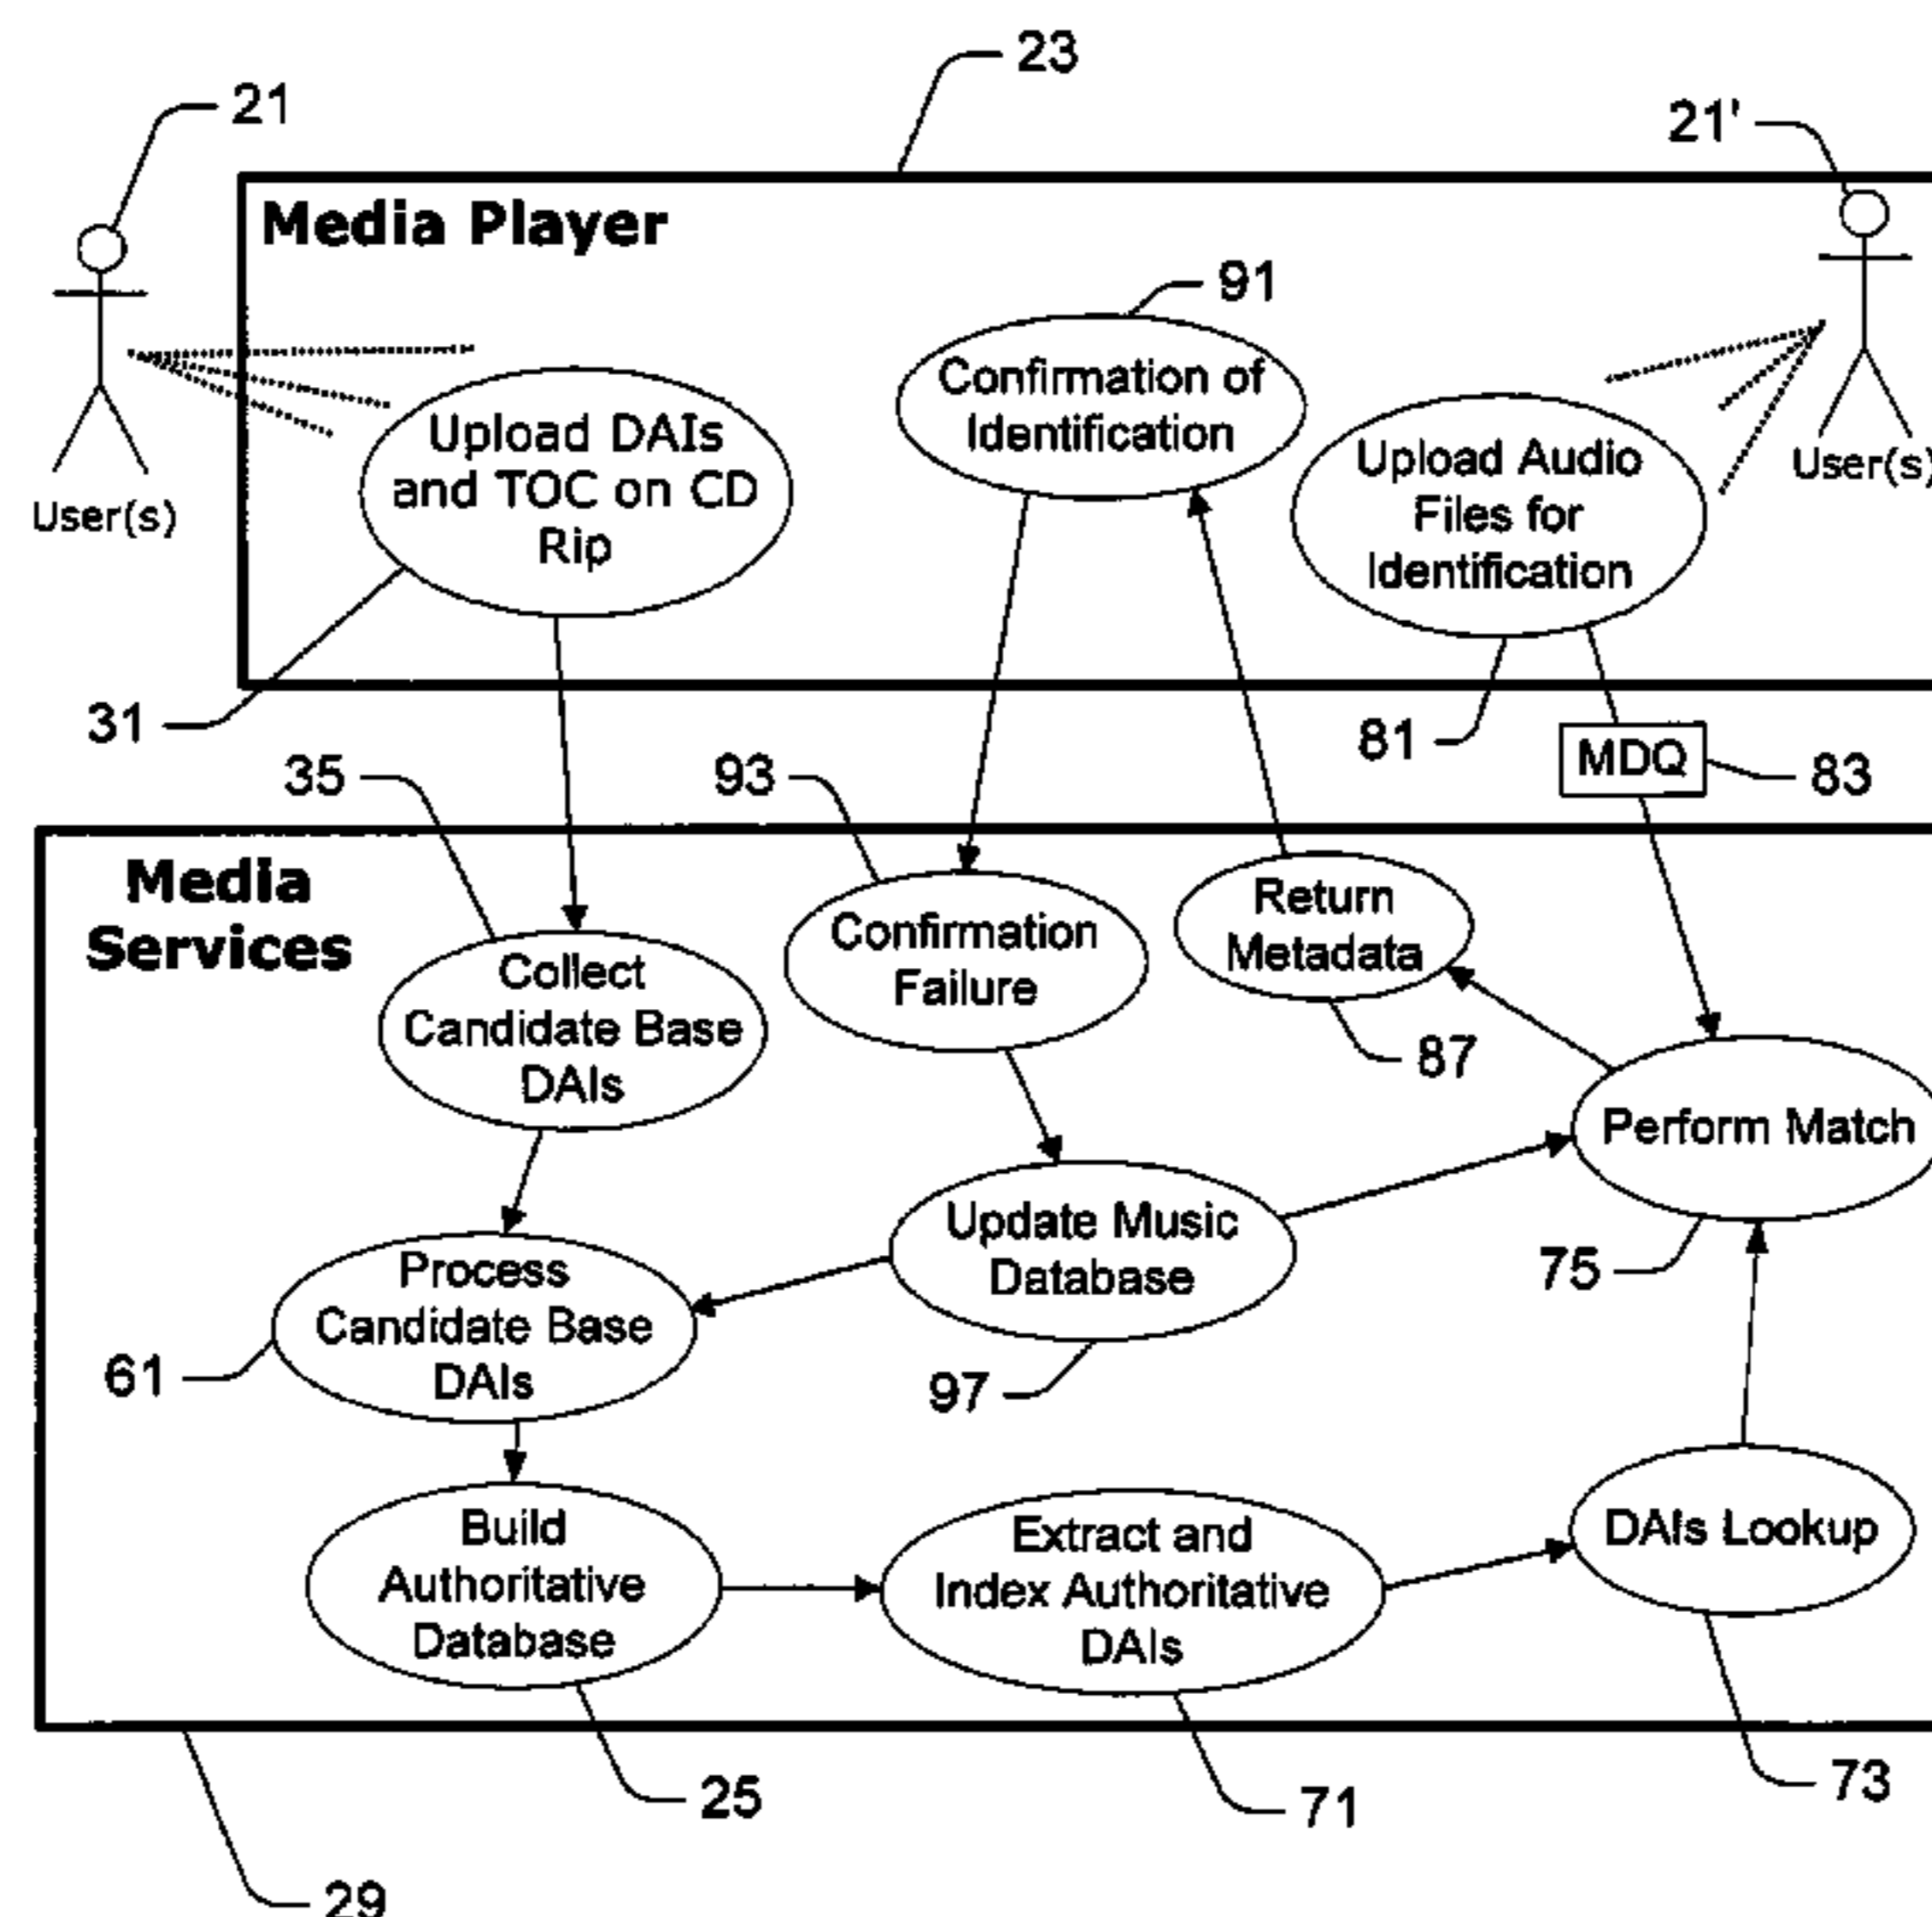 23
21
21'
Media Player
91
Confirmation of
Identification
Upload DAIs
and TOC on CD
Rip
Upload Audio
Files for
Identification
User(s)
User(s)
31
81
MDQ
83
35
93
Media
Services
Return
Metadata
Confirmation
Failure
Collect
Candidate Base
DAIs
87
Perform Match
Update Music
Database
75
Process
Candidate Base
DAIs
61
97
Build
Authoritative
Database
Extract and
Index Authoritative
DAIs
DAIs Lookup
25
71
73
29